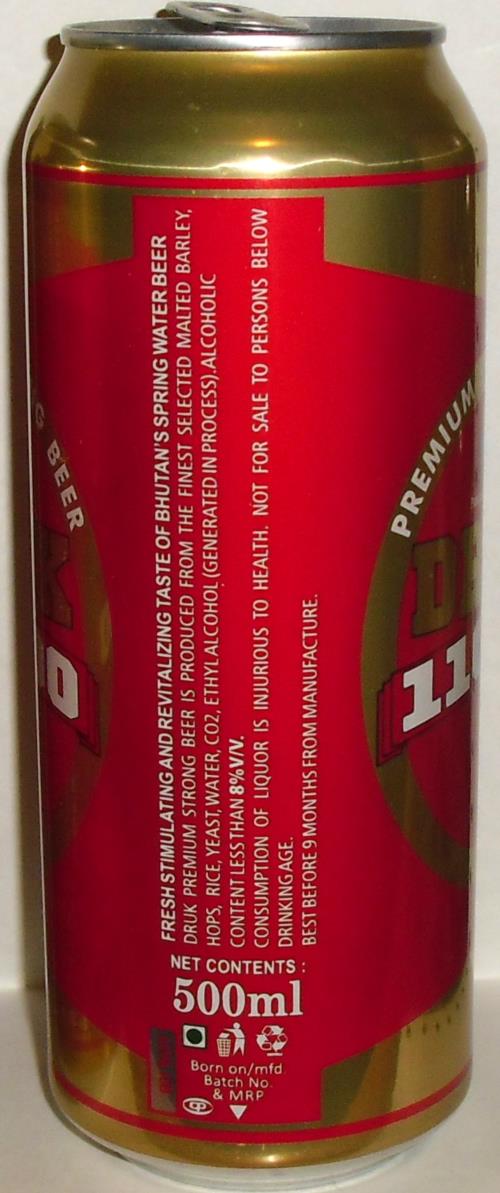 FRESH STIMULATING AND REVITALIZING TASTE OF BHUTAN'S SPRING WATER BEER
DRUK PREMIUM STRONG BEER IS PRODUCED FROM THE FINEST SELECTED MALTED BARLEY,
HOPS, RICE, YEAST, WATER, CO2, ETHYL ALCOHOL (GENERATED IN PROCESS). ALCOHOLIC
CONTENT LESS THAN 8% V/V.
CONSUMPTION OF LIQUOR IS INJURIOUS TO HEALTH. NOT FOR SALE TO PERSONS BELOW
DRINKING AGE.
BEST BEFORE 9 MONTHS FROM MANUFACTURE.
NET CONTENTS :
500ml
Born on/mfd.
Batch No.
& MRP
BEER
PREMIUM